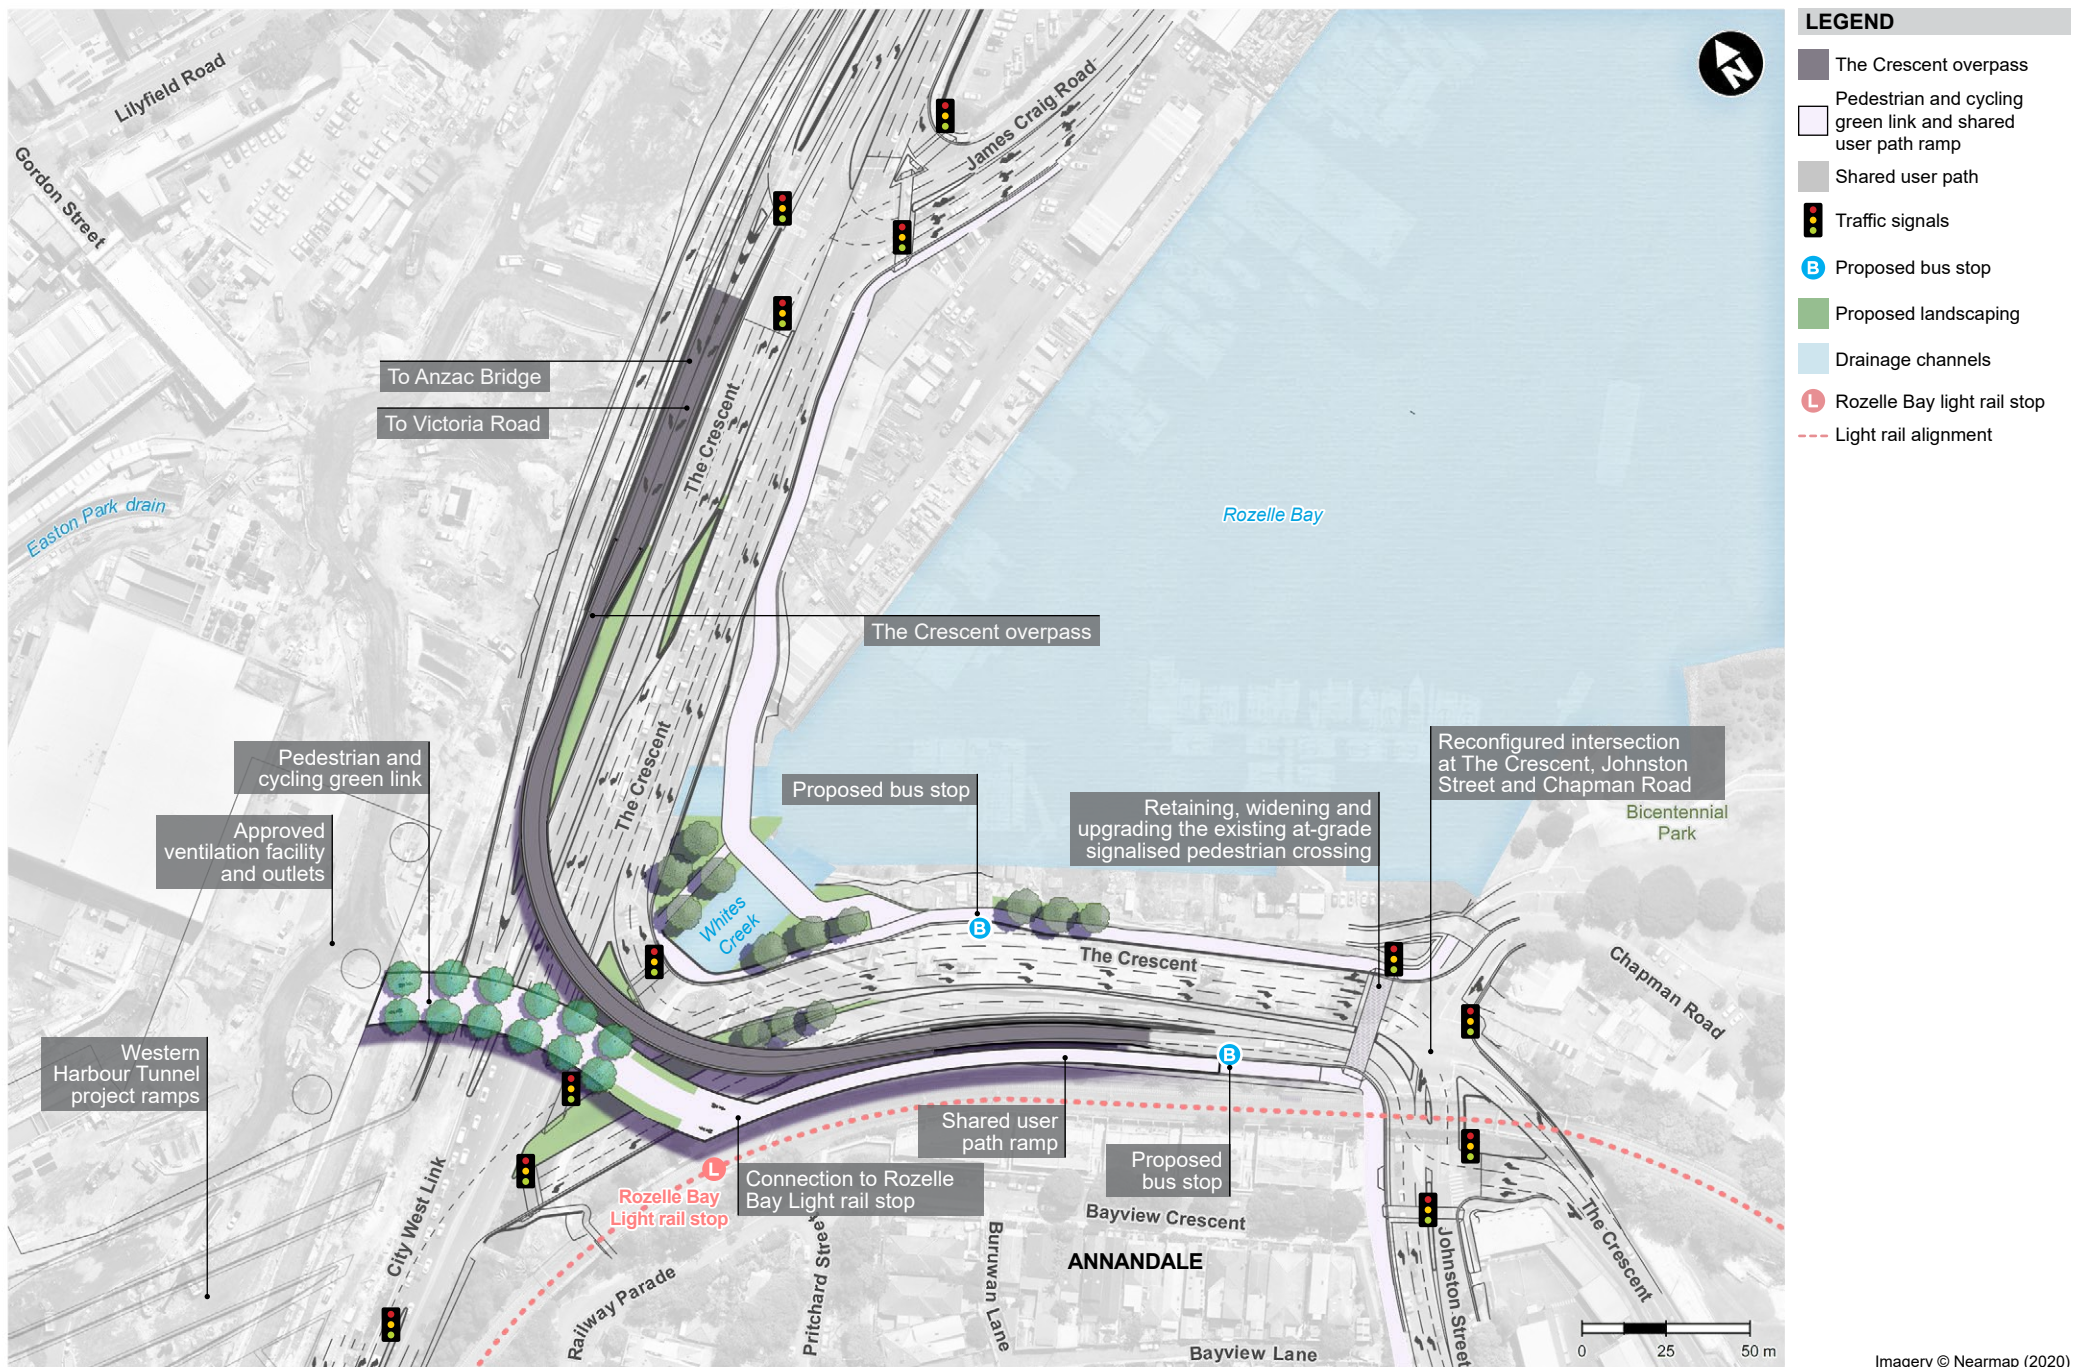 LEGEND
The Crescent overpass
Pedestrian and cycling
green link and shared
user path ramp
Shared user path
Traffic signals
B
Proposed bus stop
Proposed landscaping
Drainage channels
L
Rozelle Bay light rail stop
Light rail alignment
N
Lilyfield Road
Gordon Street
James Craig Road
To Anzac Bridge
To Victoria Road
The Crescent
Easton Park drain
Rozelle Bay
The Crescent overpass
The Crescent
Pedestrian and
cycling green link
Approved
ventilation facility
and outlets
Proposed bus stop
Retaining, widening and
upgrading the existing at-grade
signalised pedestrian crossing
Reconfigured intersection
at The Crescent, Johnston
Street and Chapman Road
Bicentennial
Park
Whites
Creek
B
The Crescent
Chapman Road
Western
Harbour Tunnel
project ramps
B
Shared user
path ramp
Proposed
bus stop
L
Rozelle Bay
Light rail stop
Connection to Rozelle
Bay Light rail stop
City West Link
Railway Parade
Pritchard Street
Buruwan Lane
Bayview Crescent
ANNANDALE
Bayview Lane
Johnston Street
The Crescent
0 25 50 m
Imagery © Nearmap (2020)